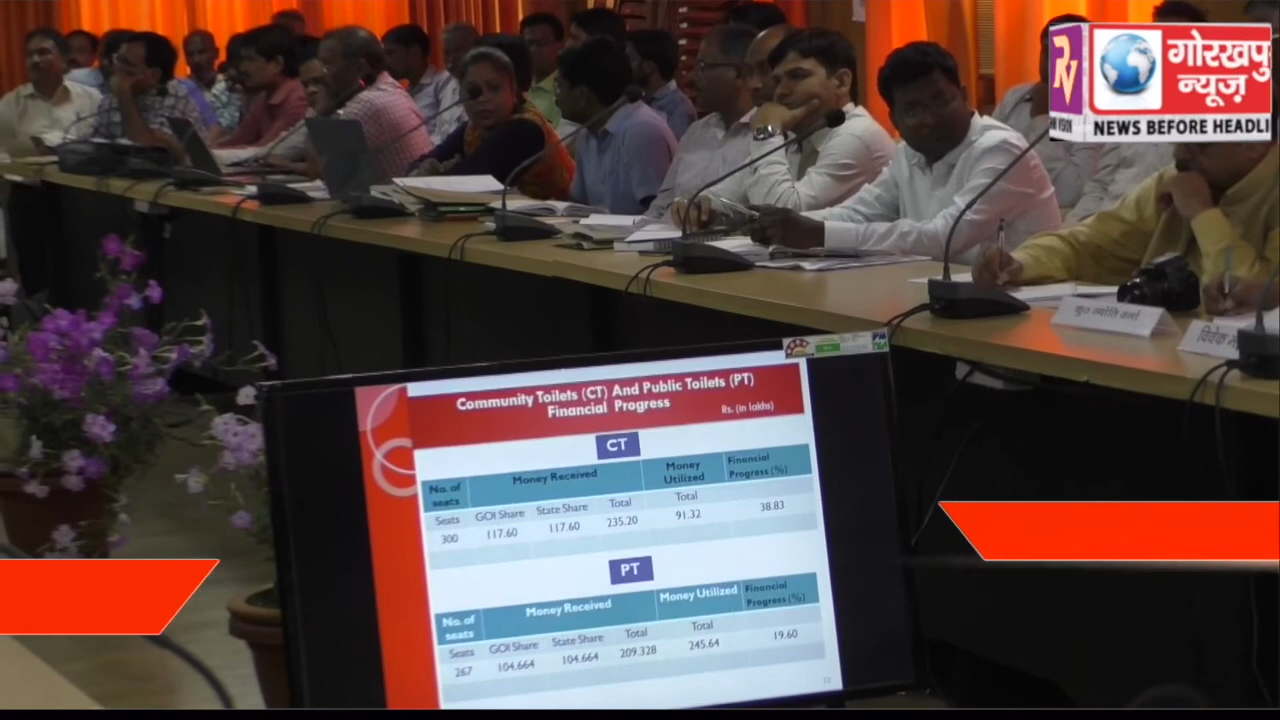 गोरखपु
न्यूज़
NEWS BEFORE HEADLI
Community Toilets (CT) And Public Toilets (PT)
Financial Progress
Rs. (in lakhs)
CT
No. of seats Money Received Money Utilized Financial Progress (%)
Seats GOI Share State Share Total Total
300 117.60 117.60 235.20 91.32 38.83
PT
No. of seats Money Received Money Utilized Financial Progress (%)
Seats GOI Share State Share Total Total
267 104.664 104.664 209.328 245.64 19.60
कु० ज्योति वर्मा
विवेक